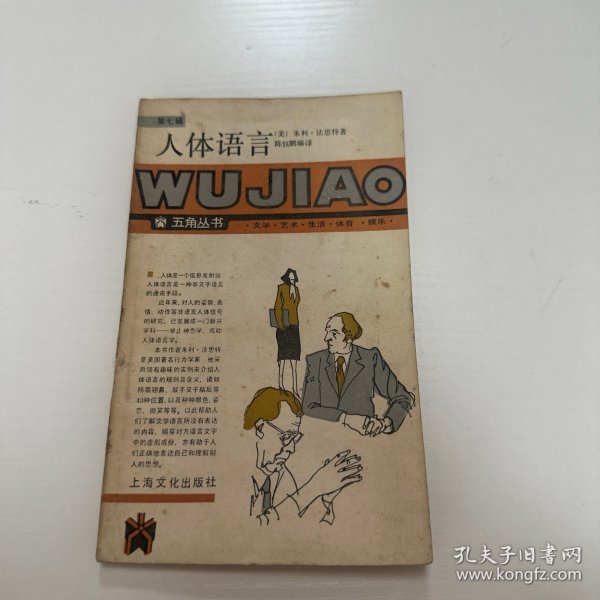 第七辑
人体语言
(美) 朱利·法思特著
陈钰鹏编译
WUJIAO
五角丛书
·文学·艺术·生活·体育·娱乐·
人体是一个信息发射站
人体语言是一种非文字语言
的通讯手段。
近年来,对人的姿势、表
情、动作等非语言人体信号
的研究,已发展成一门新兴
学科——举止神态学,或称
人体语言学。
本书作者朱利·法思特
是美国著名行为学家,他采
用饶有趣味的实例来介绍人
体语言的规则及含义,诸如
扬眉翘鼻、双手叉于脑后等
43种位置,以及种种眼色、姿
态、微笑等等。以此帮助人
们了解文学语言所没有表达
的内容,揭穿对方语言文字
中的虚假成份,亦有助于人
们正确地表达自己和理解别
人的思想。
上海文化出版社
孔夫子旧书网
www.kongfz.com